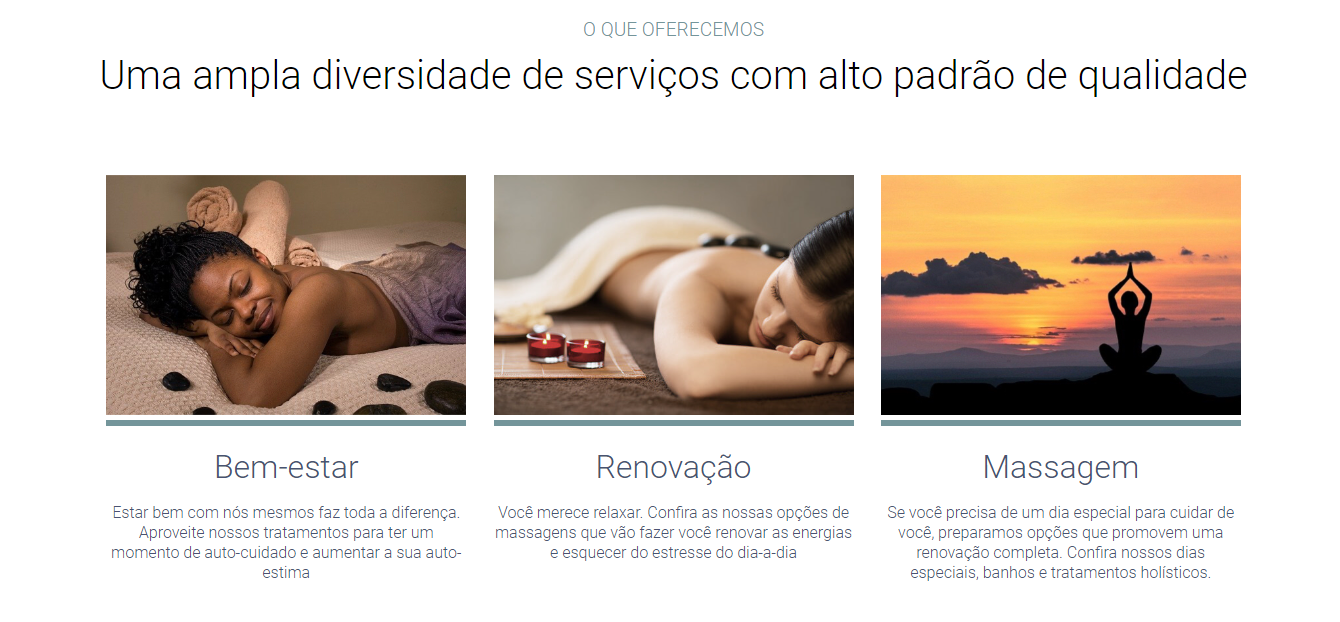 O QUE OFERECEMOS
Uma ampla diversidade de serviços com alto padrão de qualidade
Bem-estar
Estar bem com nós mesmos faz toda a diferença.
Aproveite nossos tratamentos para ter um
momento de auto-cuidado e aumentar a sua auto-
estima
Renovação
Você merece relaxar. Confira as nossas opções de
massagens que vão fazer você renovar as energias
e esquecer do estresse do dia-a-dia
Massagem
Se você precisa de um dia especial para cuidar de
você, preparamos opções que promovem uma
renovação completa. Confira nossos dias
especiais, banhos e tratamentos holísticos.